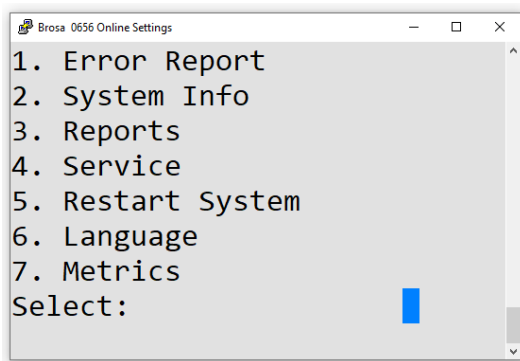 Brosa 0656 Online Settings
1. Error Report
2. System Info
3. Reports
4. Service
5. Restart System
6. Language
7. Metrics
Select: